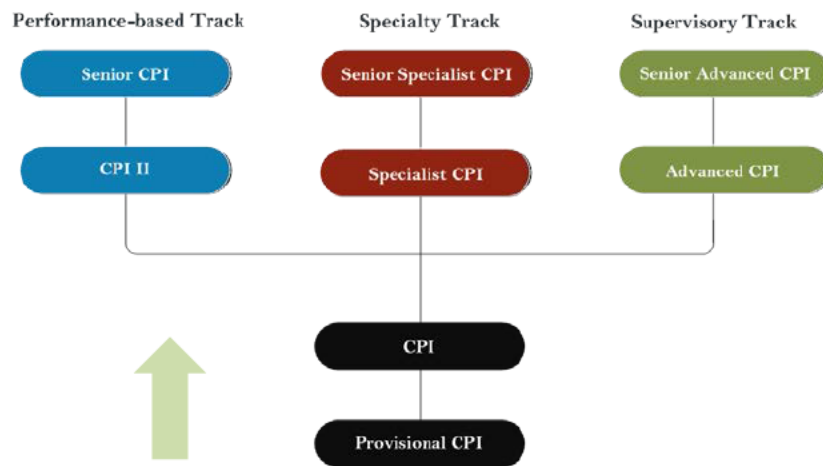 Performance-based Track
Specialty Track
Supervisory Track
Senior CPI
Senior Specialist CPI
Senior Advanced CPI
CPI II
Specialist CPI
Advanced CPI
CPI
Provisional CPI